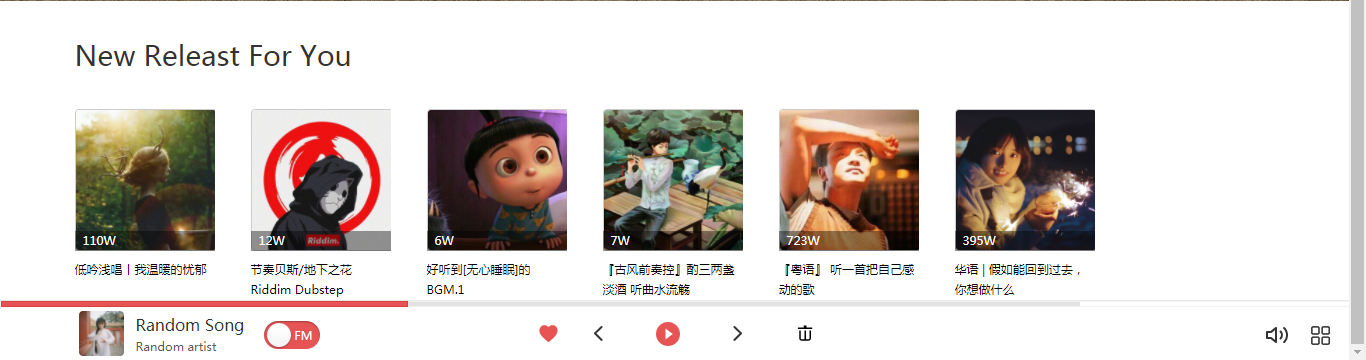 New Releast For You
Riddim.
110W
12W
6W
7W
723W
395W
低吟浅唱丨我温暖的忧郁
节奏贝斯/地下之花
Riddim Dubstep
好听到[无心睡眠]的
BGM.1
『古风前奏控』酌三两盏
淡酒 听曲水流觞
『粤语』 听一首把自己感
动的歌
华语 | 假如能回到过去，
你想做什么
Random Song
Random artist
FM